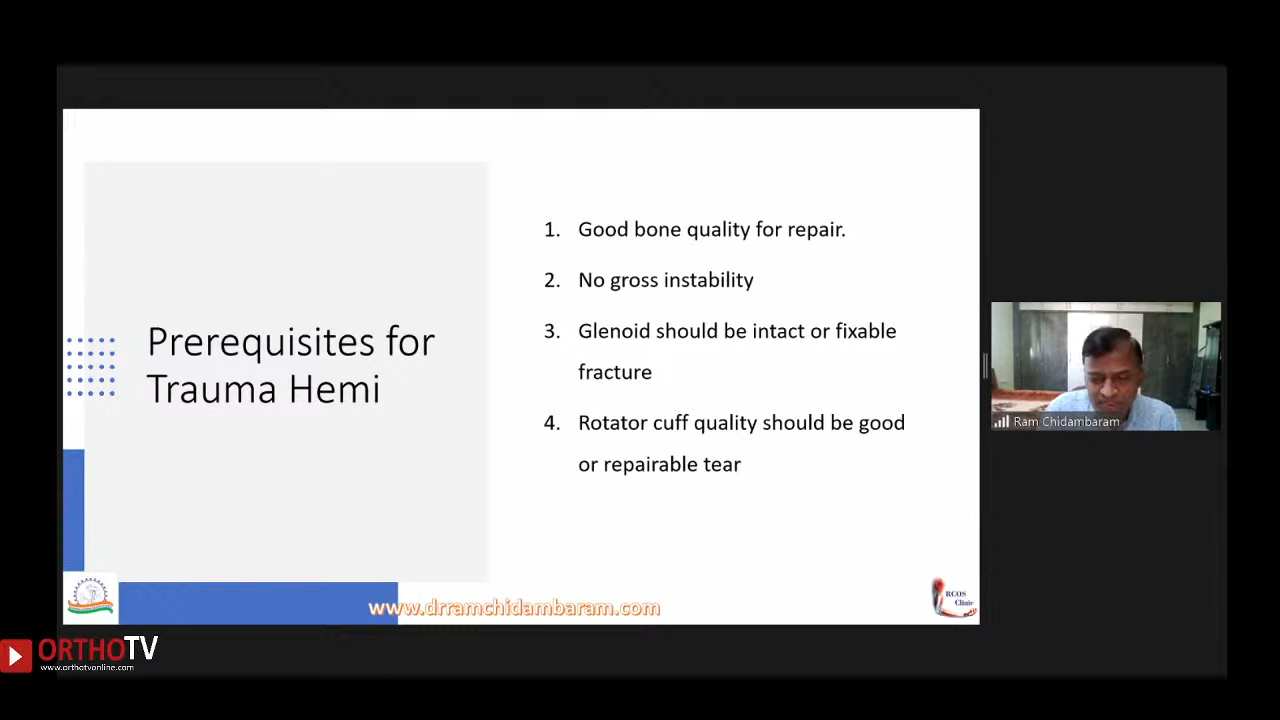 Prerequisites for
Trauma Hemi
1. Good bone quality for repair.
2. No gross instability
3. Glenoid should be intact or fixable
fracture
4. Rotator cuff quality should be good
or repairable tear
Ram Chidambaram
www.drramchidambaram.com
RCOS
Clinic
ORTHOTV
www.orthotvonline.com